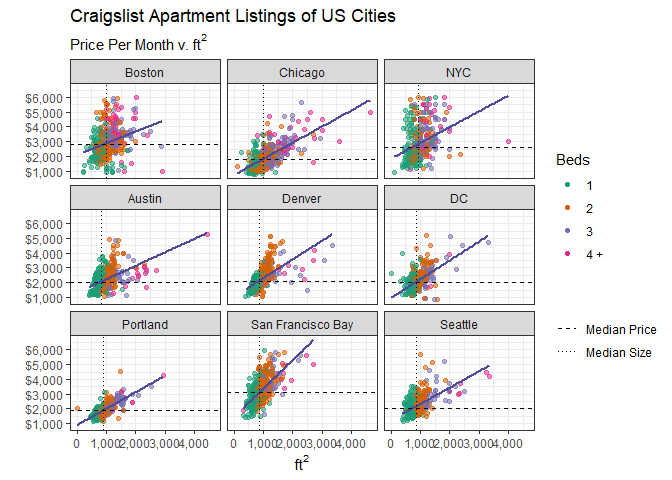 Craigslist Apartment Listings of US Cities
Price Per Month v. ft²
Boston Chicago NYC
$6,000
$5,000
$4,000
$3,000
$2,000
$1,000
Austin Denver DC
$6,000
$5,000
$4,000
$3,000
$2,000
$1,000
Portland San Francisco Bay Seattle
$6,000
$5,000
$4,000
$3,000
$2,000
$1,000
0 1,000 2,000 3,000 4,000 0 1,000 2,000 3,000 4,000 0 1,000 2,000 3,000 4,000
ft²
Beds
1
2
3
4 +
Median Price
Median Size